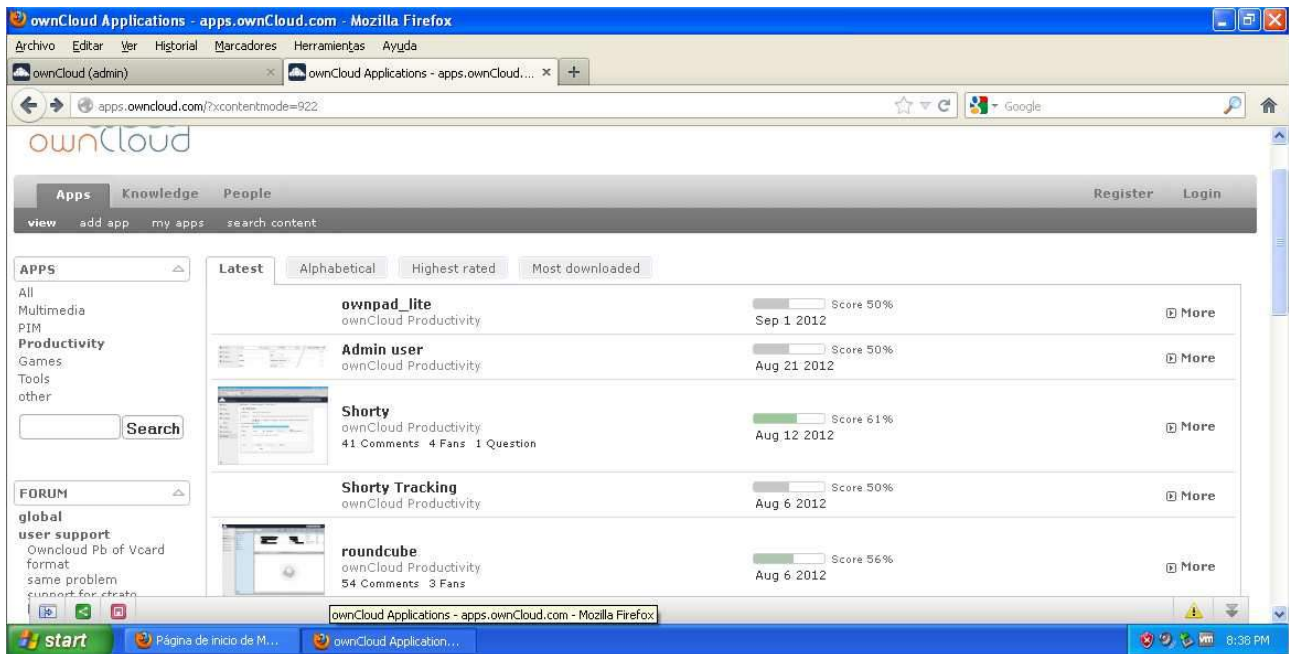 ownCloud Applications - apps.ownCloud.com - Mozilla Firefox
Archivo Editar Ver Historial Marcadores Herramientas Ayuda
ownCloud (admin)
ownCloud Applications - apps.ownCloud....
apps.owncloud.com/?xcontentmode=922
Google
ownCloud
Apps Knowledge People Register Login
view add app my apps search content
APPS
All
Multimedia
PIM
Productivity
Games
Tools
other
Search
FORUM
global
user support
Owncloud Pb of Vcard
format
same problem
support for strato
Latest Alphabetical Highest rated Most downloaded
ownpad_lite
ownCloud Productivity
Score 50%
Sep 1 2012
More
Admin user
ownCloud Productivity
Score 50%
Aug 21 2012
More
Shorty
ownCloud Productivity
41 Comments 4 Fans 1 Question
Score 61%
Aug 12 2012
More
Shorty Tracking
ownCloud Productivity
Score 50%
Aug 6 2012
More
roundcube
ownCloud Productivity
54 Comments 3 Fans
Score 56%
Aug 6 2012
More
ownCloud Applications - apps.ownCloud.com - Mozilla Firefox
start
Página de inicio de M...
ownCloud Application...
8:38 PM